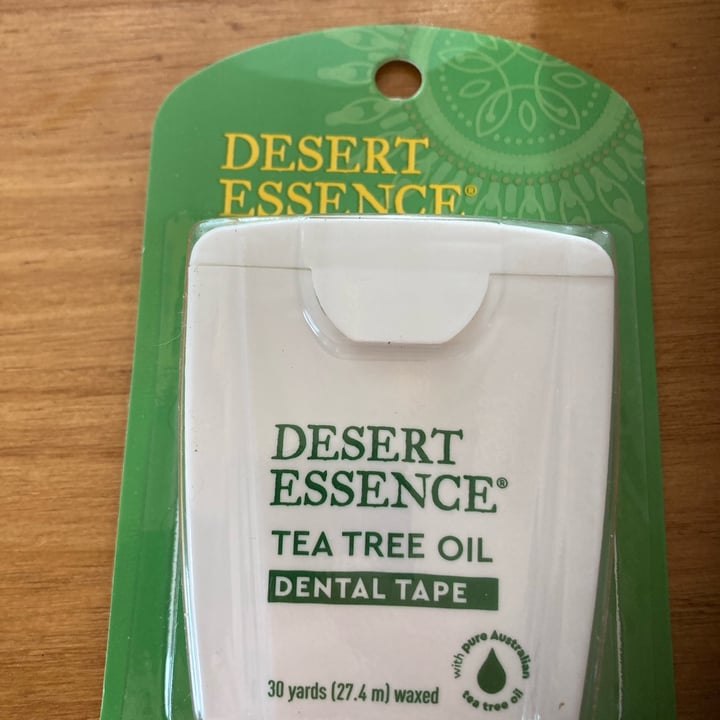 DESERT
ESSENCE®
DESERT
ESSENCE®
TEA TREE OIL
DENTAL TAPE
with pure Australian
tea tree oil
30 yards (27.4 m) waxed